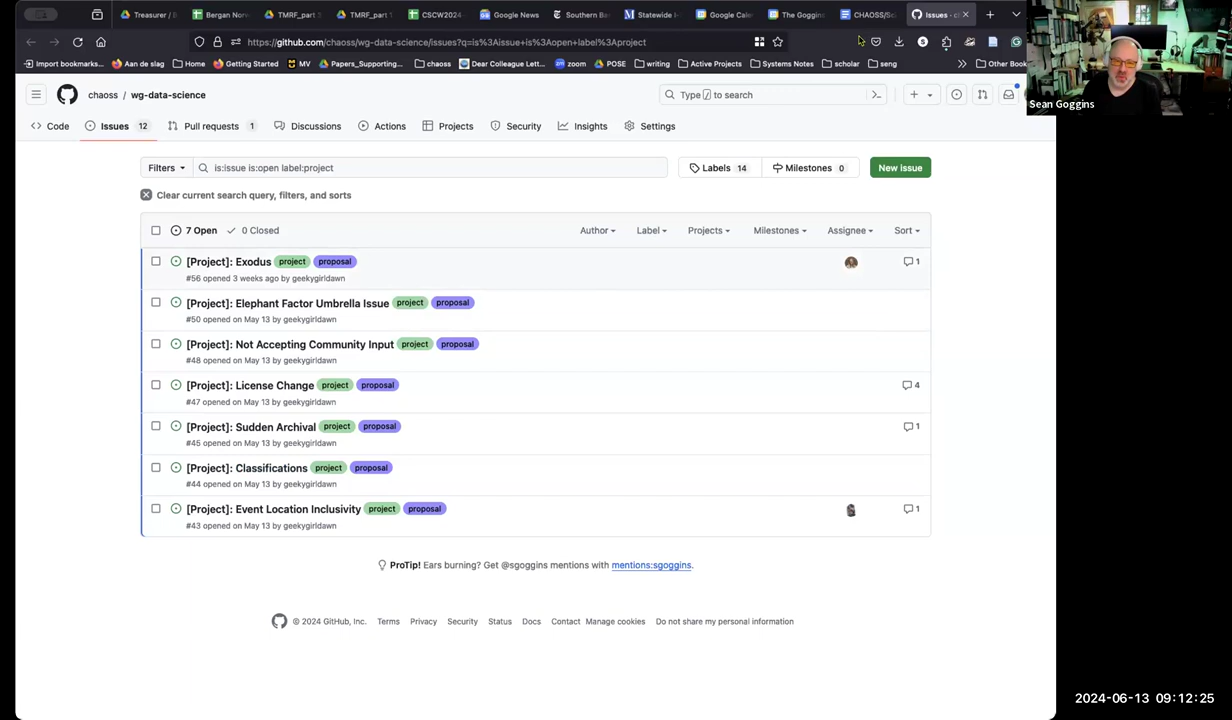 Treasurer / B
Bergan Norw
TMRF_part
TMRF_part 1
CSCW2024 -
Google News
Southern Ba
Statewide I-
Google Cale
The Goggins
CHAOSS/Sci
Issues - ch
https://github.com/chaoss/wg-data-science/issues?q=is%3Aissue+is%3Aopen+label%3Aproject
Import bookmarks...
Aan de slag
Home
Getting Started
MV
Papers_Supporting...
chaoss
Dear Colleague Lett...
zoom
POSE
writing
Active Projects
Systems Notes
scholar
seng
Other Book
Sean Goggins
chaoss / wg-data-science
Type / to search
Code
Issues 12
Pull requests 1
Discussions
Actions
Projects
Security
Insights
Settings
Filters
is:issue is:open label:project
Labels 14
Milestones 0
New issue
Clear current search query, filters, and sorts
7 Open
0 Closed
Author
Label
Projects
Milestones
Assignee
Sort
[Project]: Exodus project proposal
1
#56 opened 3 weeks ago by geekygirldawn
[Project]: Elephant Factor Umbrella Issue project proposal
#50 opened on May 13 by geekygirldawn
[Project]: Not Accepting Community Input project proposal
#48 opened on May 13 by geekygirldawn
[Project]: License Change project proposal
4
#47 opened on May 13 by geekygirldawn
[Project]: Sudden Archival project proposal
1
#45 opened on May 13 by geekygirldawn
[Project]: Classifications project proposal
#44 opened on May 13 by geekygirldawn
[Project]: Event Location Inclusivity project proposal
1
#43 opened on May 13 by geekygirldawn
ProTip! Ears burning? Get @sgoggins mentions with mentions:sgoggins.
© 2024 GitHub, Inc.
Terms
Privacy
Security
Status
Docs
Contact
Manage cookies
Do not share my personal information
2024-06-13 09:12:25